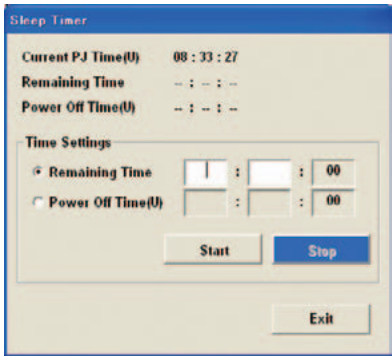 Sleep Timer
Current PJ Time(U) 08 : 33 : 27
Remaining Time -- : -- : --
Power Off Time(U) -- : -- : --
Time Settings
Remaining Time : : 00
Power Off Time(U) : : 00
Start Stop
Exit